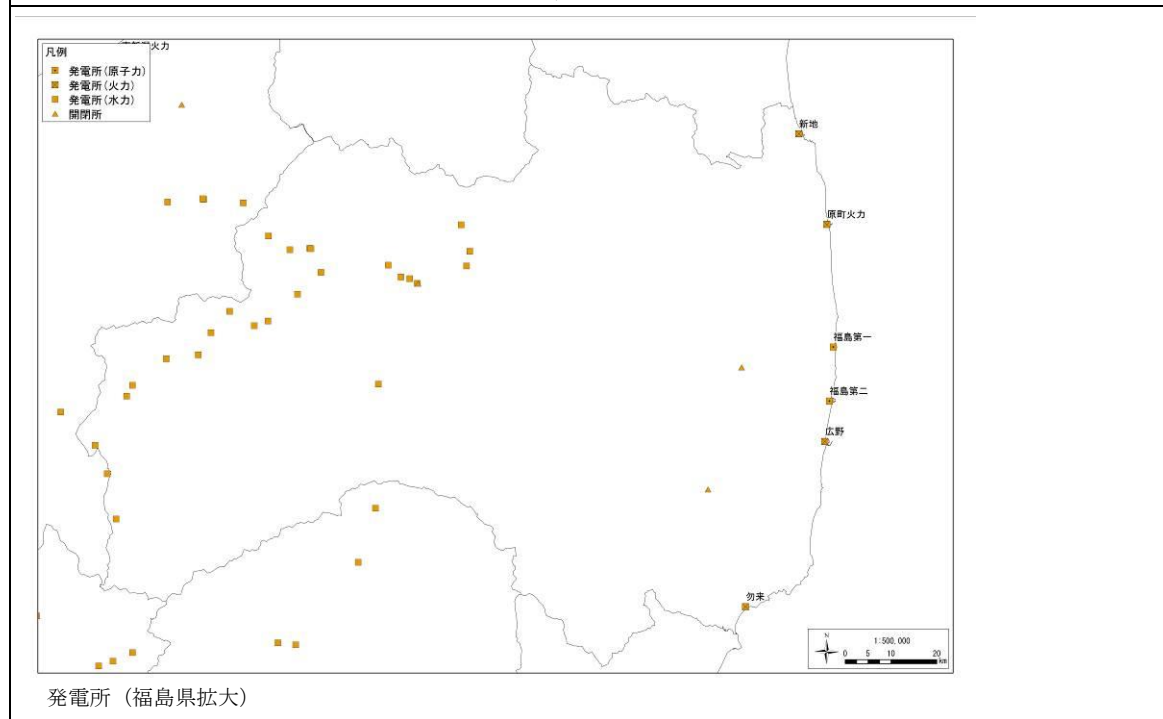 火力
凡例
発電所(原子力)
発電所(火力)
発電所(水力)
開閉所
新地
原町火力
福島第一
福島第二
広野
勿来
N
1:500,000
0 5 10 20
km
発電所（福島県拡大）